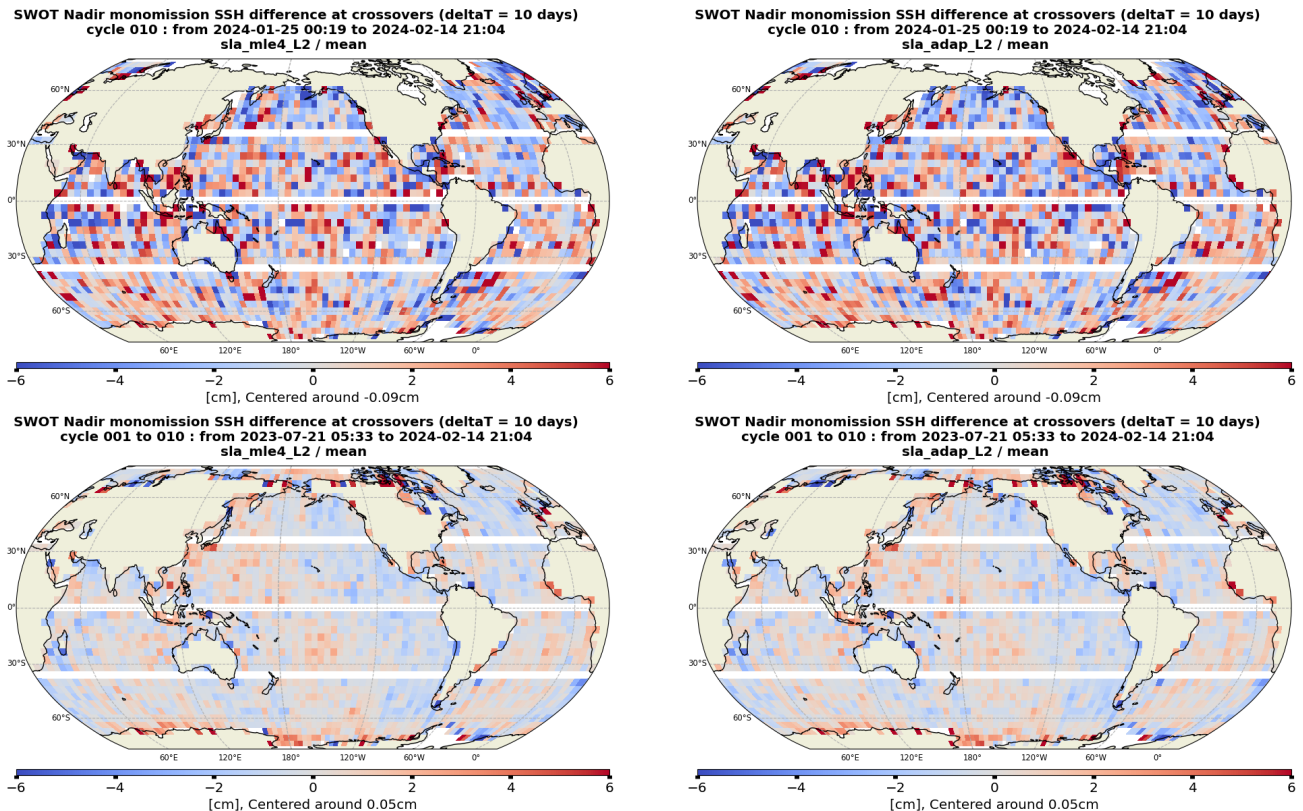 SWOT Nadir monomission SSH difference at crossovers (deltaT = 10 days)
cycle 010 : from 2024-01-25 00:19 to 2024-02-14 21:04
sla_mle4_L2 / mean
60°N
30°N
0°
30°S
60°S
60°E 120°E 180° 120°W 60°W 0°
−6 −4 −2 0 2 4 6
[cm], Centered around -0.09cm
SWOT Nadir monomission SSH difference at crossovers (deltaT = 10 days)
cycle 010 : from 2024-01-25 00:19 to 2024-02-14 21:04
sla_adap_L2 / mean
60°N
30°N
0°
30°S
60°S
60°E 120°E 180° 120°W 60°W 0°
−6 −4 −2 0 2 4 6
[cm], Centered around -0.09cm
SWOT Nadir monomission SSH difference at crossovers (deltaT = 10 days)
cycle 001 to 010 : from 2023-07-21 05:33 to 2024-02-14 21:04
sla_mle4_L2 / mean
60°N
30°N
0°
30°S
60°S
60°E 120°E 180° 120°W 60°W 0°
−6 −4 −2 0 2 4 6
[cm], Centered around 0.05cm
SWOT Nadir monomission SSH difference at crossovers (deltaT = 10 days)
cycle 001 to 010 : from 2023-07-21 05:33 to 2024-02-14 21:04
sla_adap_L2 / mean
60°N
30°N
0°
30°S
60°S
60°E 120°E 180° 120°W 60°W 0°
−6 −4 −2 0 2 4 6
[cm], Centered around 0.05cm